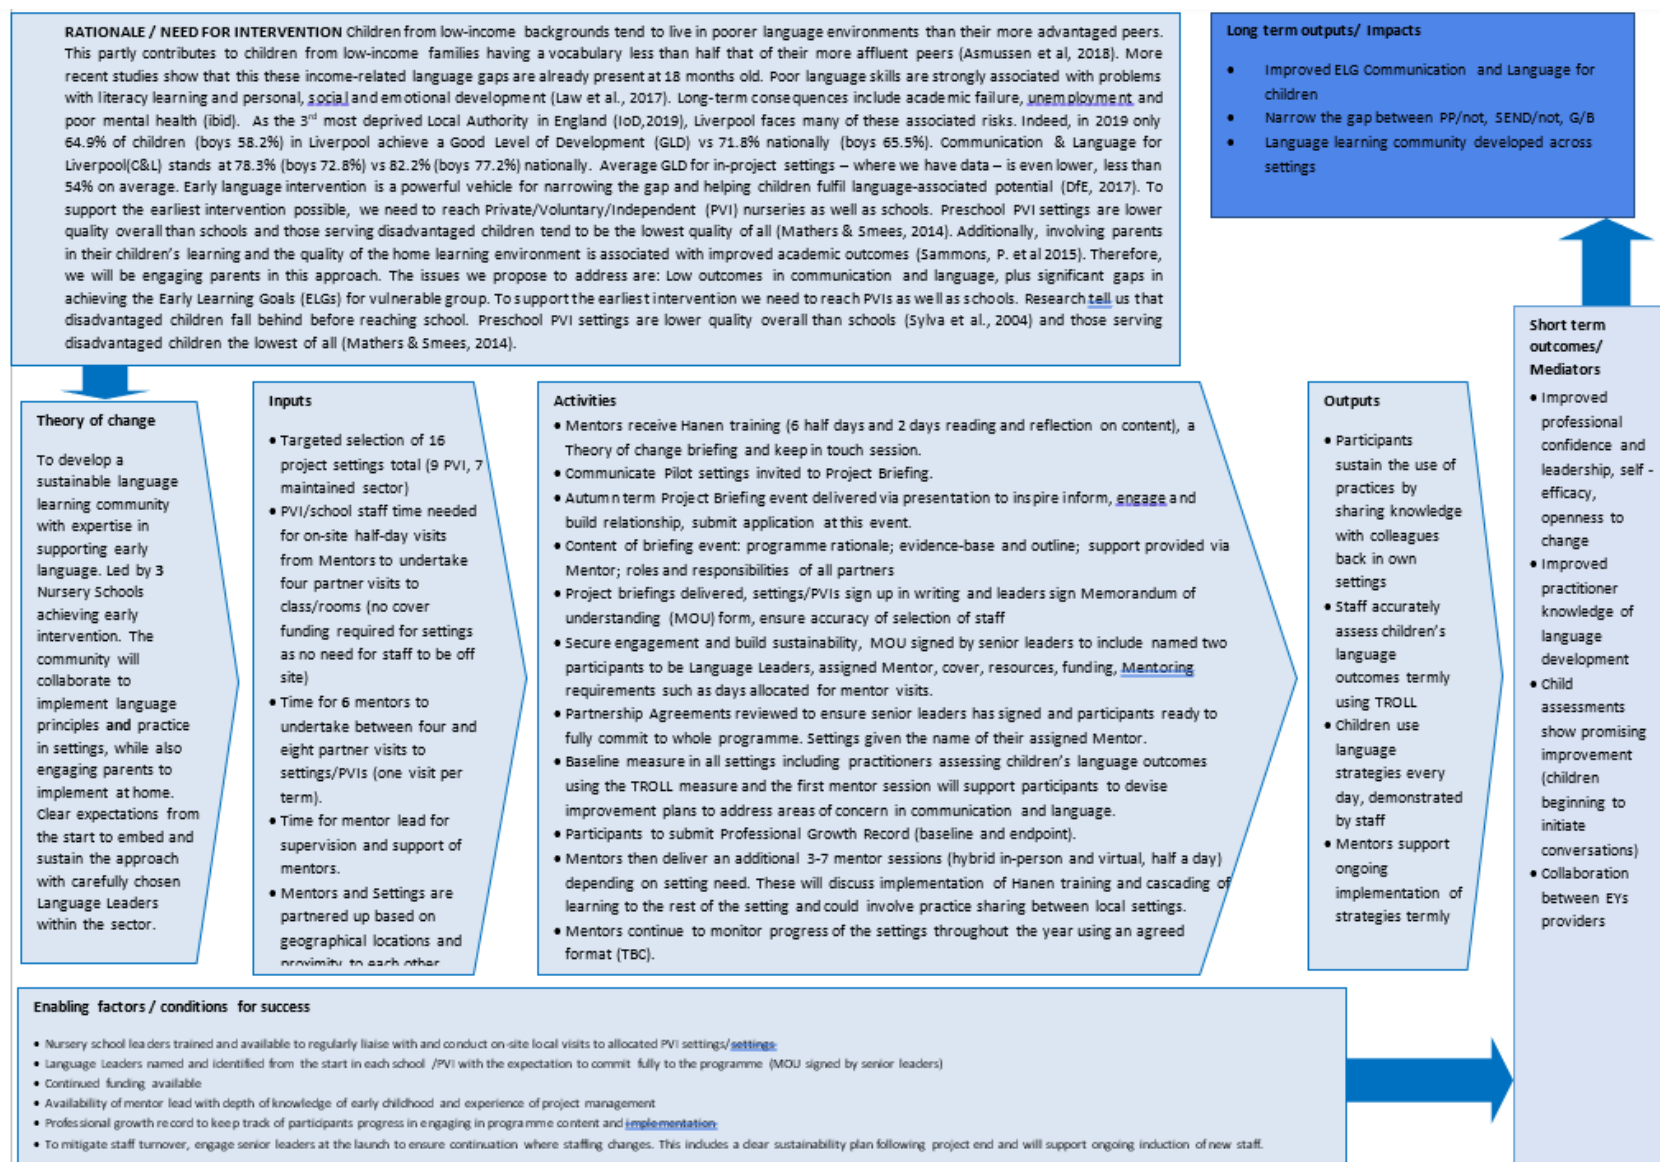 RATIONALE / NEED FOR INTERVENTION Children from low-income backgrounds tend to live in poorer language environments than their more advantaged peers.
This partly contributes to children from low-income families having a vocabulary less than half that of their more affluent peers (Asmussen et al, 2018). More
recent studies show that this these income-related language gaps are already present at 18 months old. Poor language skills are strongly associated with problems
with literacy learning and personal, social and emotional development (Law et al., 2017). Long-term consequences include academic failure, unemployment and
poor mental health (ibid). As the 3rd most deprived Local Authority in England (IoD,2019), Liverpool faces many of these associated risks. Indeed, in 2019 only
64.9% of children (boys 58.2%) in Liverpool achieve a Good Level of Development (GLD) vs 71.8% nationally (boys 65.5%). Communication & Language for
Liverpool(C&L) stands at 78.3% (boys 72.8%) vs 82.2% (boys 77.2%) nationally. Average GLD for in-project settings – where we have data – is even lower, less than
54% on average. Early language intervention is a powerful vehicle for narrowing the gap and helping children fulfil language-associated potential (DfE, 2017). To
support the earliest intervention possible, we need to reach Private/Voluntary/Independent (PVI) nurseries as well as schools. Preschool PVI settings are lower
quality overall than schools and those serving disadvantaged children tend to be the lowest quality of all (Mathers & Smees, 2014). Additionally, involving parents
in their children's learning and the quality of the home learning environment is associated with improved academic outcomes (Sammons, P. et al 2015). Therefore,
we will be engaging parents in this approach. The issues we propose to address are: Low outcomes in communication and language, plus significant gaps in
achieving the Early Learning Goals (ELGs) for vulnerable group. To support the earliest intervention we need to reach PVIs as well as schools. Research tell us that
disadvantaged children fall behind before reaching school. Preschool PVI settings are lower quality overall than schools (Sylva et al., 2004) and those serving
disadvantaged children the lowest of all (Mathers & Smees, 2014).
Long term outputs/ Impacts
• Improved ELG Communication and Language for
children
• Narrow the gap between PP/not, SEND/not, G/B
• Language learning community developed across
settings
Theory of change
To develop a
sustainable language
learning community
with expertise in
supporting early
language. Led by 3
Nursery Schools
achieving early
intervention. The
community will
collaborate to
implement language
principles and practice
in settings, while also
engaging parents to
implement at home.
Clear expectations from
the start to embed and
sustain the approach
with carefully chosen
Language Leaders
within the sector.
Inputs
• Targeted selection of 16
project settings total (9 PVI, 7
maintained sector)
• PVI/school staff time needed
for on-site half-day visits
from Mentors to undertake
four partner visits to
class/rooms (no cover
funding required for settings
as no need for staff to be off
site)
• Time for 6 mentors to
undertake between four and
eight partner visits to
settings/PVIs (one visit per
term).
• Time for mentor lead for
supervision and support of
mentors.
• Mentors and Settings are
partnered up based on
geographical locations and
proximity to each other
Activities
• Mentors receive Hanen training (6 half days and 2 days reading and reflection on content), a
Theory of change briefing and keep in touch session.
• Communicate Pilot settings invited to Project Briefing.
• Autumn term Project Briefing event delivered via presentation to inspire inform, engage and
build relationship, submit application at this event.
• Content of briefing event: programme rationale; evidence-base and outline; support provided via
Mentor; roles and responsibilities of all partners
• Project briefings delivered, settings/PVIs sign up in writing and leaders sign Memorandum of
understanding (MOU) form, ensure accuracy of selection of staff
• Secure engagement and build sustainability, MOU signed by senior leaders to include named two
participants to be Language Leaders, assigned Mentor, cover, resources, funding, Mentoring
requirements such as days allocated for mentor visits.
• Partnership Agreements reviewed to ensure senior leaders has signed and participants ready to
fully commit to whole programme. Settings given the name of their assigned Mentor.
• Baseline measure in all settings including practitioners assessing children's language outcomes
using the TROLL measure and the first mentor session will support participants to devise
improvement plans to address areas of concern in communication and language.
• Participants to submit Professional Growth Record (baseline and endpoint).
• Mentors then deliver an additional 3-7 mentor sessions (hybrid in-person and virtual, half a day)
depending on setting need. These will discuss implementation of Hanen training and cascading of
learning to the rest of the setting and could involve practice sharing between local settings.
• Mentors continue to monitor progress of the settings throughout the year using an agreed
format (TBC).
Outputs
• Participants
sustain the use of
practices by
sharing knowledge
with colleagues
back in own
settings
• Staff accurately
assess children's
language
outcomes termly
using TROLL
• Children use
language
strategies every
day, demonstrated
by staff
• Mentors support
ongoing
implementation of
strategies termly
Short term
outcomes/
Mediators
• Improved
professional
confidence and
leadership, self -
efficacy,
openness to
change
• Improved
practitioner
knowledge of
language
development
• Child
assessments
show promising
improvement
(children
beginning to
initiate
conversations)
• Collaboration
between EYs
providers
Enabling factors / conditions for success
• Nursery school leaders trained and available to regularly liaise with and conduct on-site local visits to allocated PVI settings/settings
• Language Leaders named and identified from the start in each school /PVI with the expectation to commit fully to the programme (MOU signed by senior leaders)
• Continued funding available
• Availability of mentor lead with depth of knowledge of early childhood and experience of project management
• Professional growth record to keep track of participants progress in engaging in programme content and implementation
• To mitigate staff turnover, engage senior leaders at the launch to ensure continuation where staffing changes. This includes a clear sustainability plan following project end and will support ongoing induction of new staff.